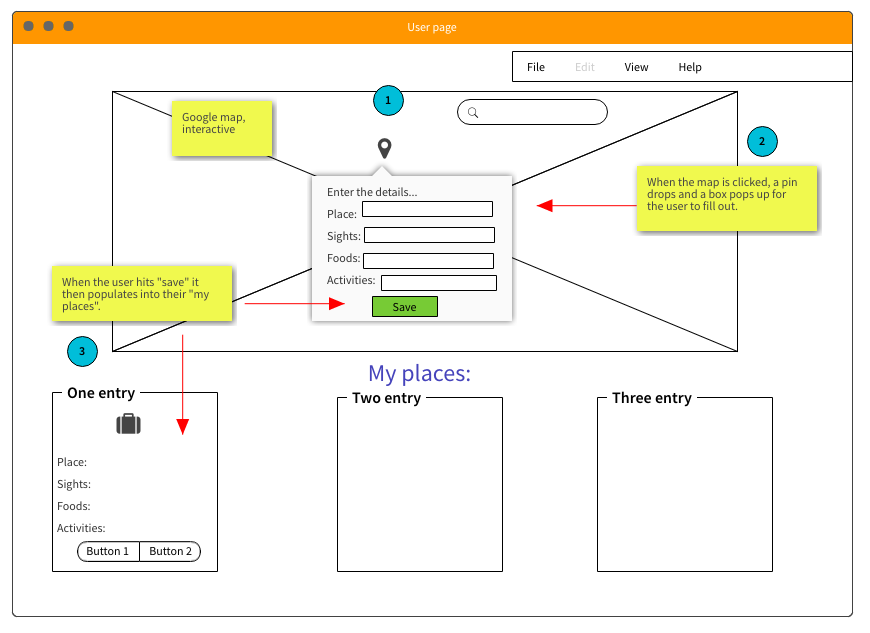 User page
File Edit View Help
1
Google map,
interactive
2
When the map is clicked, a pin
drops and a box pops up for
the user to fill out.
Enter the details...
Place:
Sights:
Foods:
Activities:
Save
When the user hits "save" it
then populates into their "my
places".
3
My places:
One entry
Place:
Sights:
Foods:
Activities:
Button 1 Button 2
Two entry
Three entry